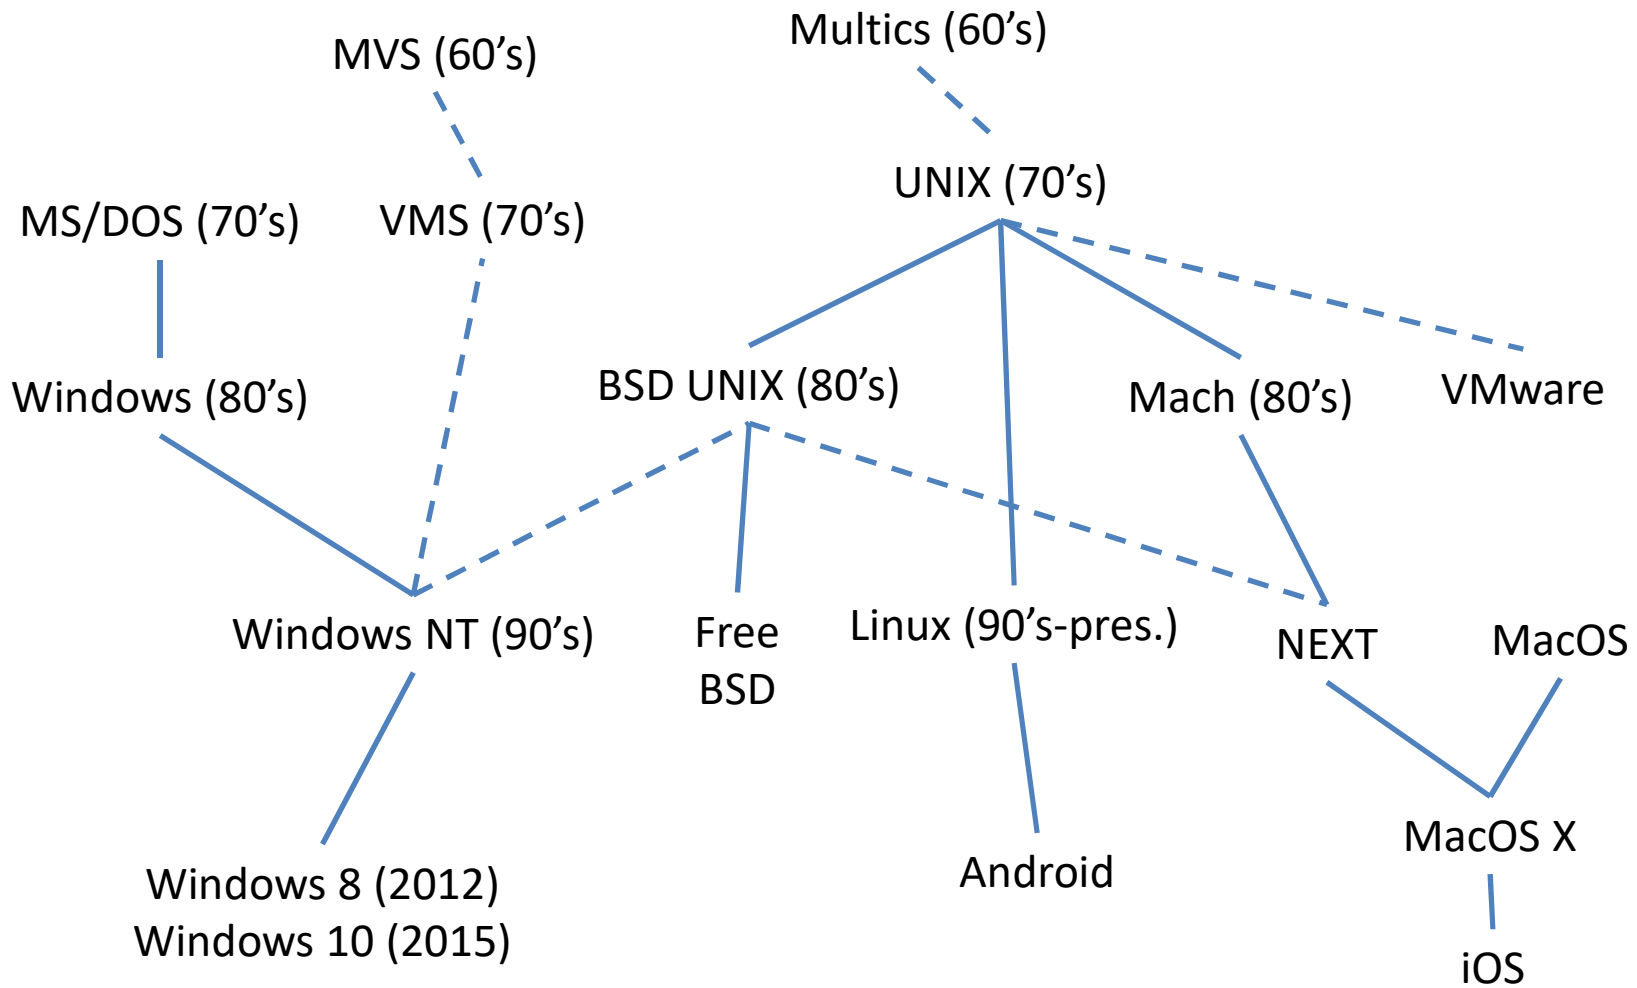 Multics (60’s)
MVS (60’s)
UNIX (70’s)
MS/DOS (70’s)
VMS (70’s)
Windows (80’s)
BSD UNIX (80’s)
Mach (80’s)
VMware
Windows NT (90’s)
Free
BSD
Linux (90’s-pres.)
NEXT
MacOS
MacOS X
Windows 8 (2012)
Windows 10 (2015)
Android
iOS